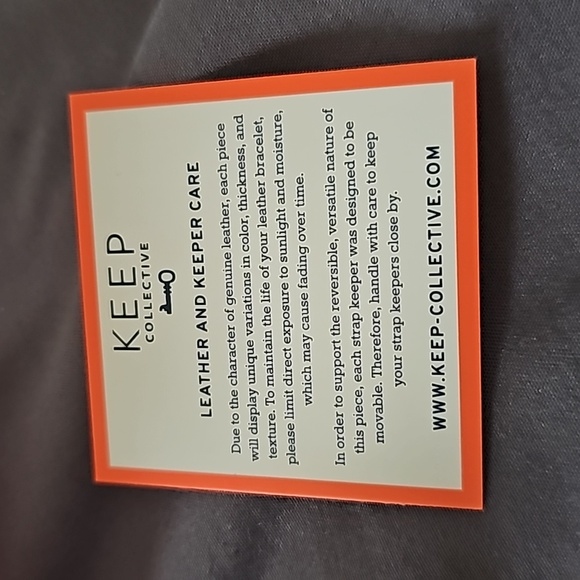 KEEP
COLLECTIVE
LEATHER AND KEEPER CARE
Due to the character of genuine leather, each piece
will display unique variations in color, thickness, and
texture. To maintain the life of your leather bracelet,
please limit direct exposure to sunlight and moisture,
which may cause fading over time.
In order to support the reversible, versatile nature of
this piece, each strap keeper was designed to be
movable. Therefore, handle with care to keep
your strap keepers close by.
WWW.KEEP-COLLECTIVE.COM